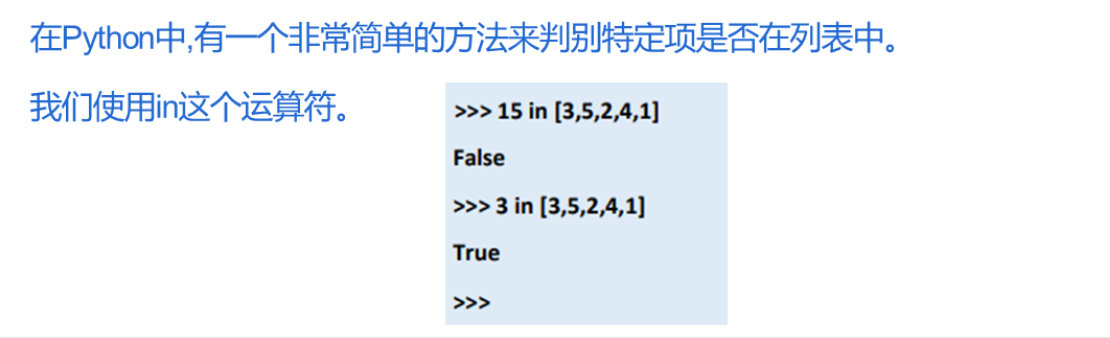 在Python中,有一个非常简单的方法来判别特定项是否在列表中。
我们使用in这个运算符。
>>> 15 in [3,5,2,4,1]
False
>>> 3 in [3,5,2,4,1]
True
>>>